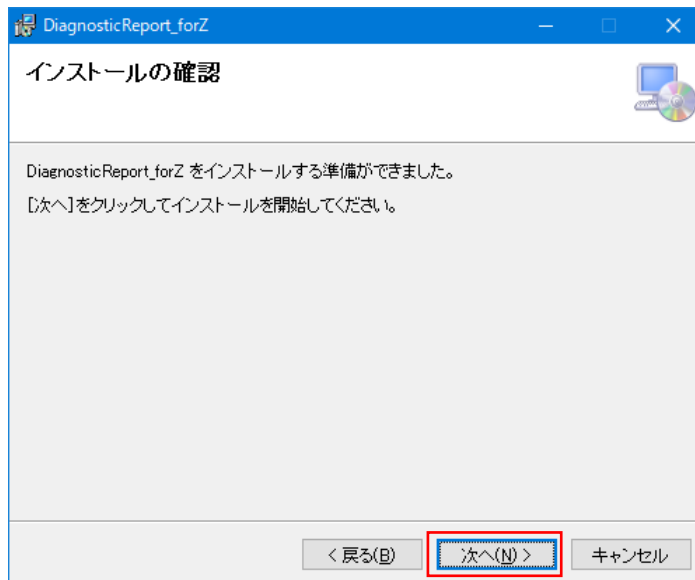 DiagnosticReport_forZ
インストールの確認
DiagnosticReport_forZ をインストールする準備ができました。
[次へ]をクリックしてインストールを開始してください。
< 戻る(B)
次へ(N) >
キャンセル